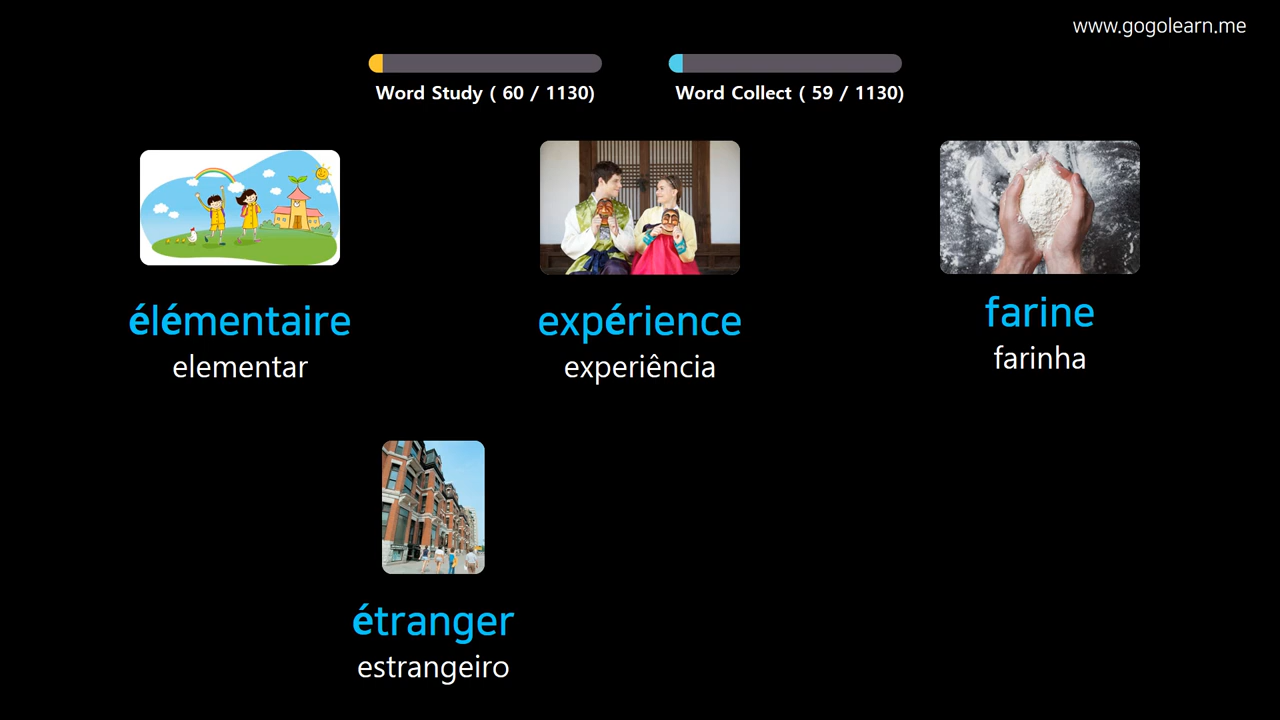 www.gogolearn.me
Word Study ( 60 / 1130)
Word Collect ( 59 / 1130)
élémentaire
elementar
expérience
experiência
farine
farinha
étranger
estrangeiro